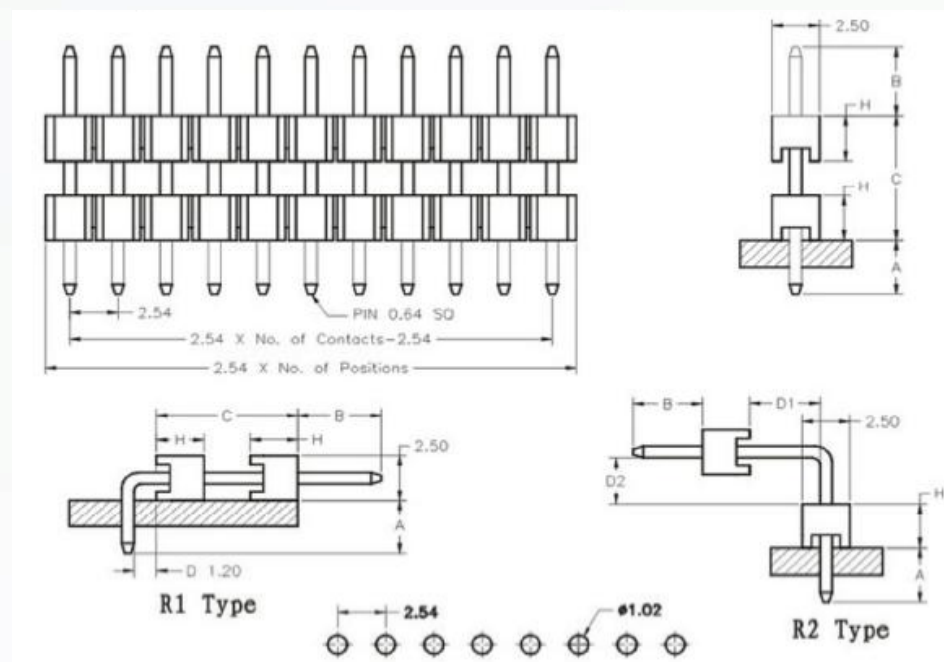 2.50
B
H
C
H
A
2.54
PIN 0.64 SQ
2.54 X No. of Contacts-2.54
2.54 X No. of Positions
C
B
H
H
2.50
A
D 1.20
R1 Type
B
D1
2.50
D2
H
A
R2 Type
2.54
ø1.02